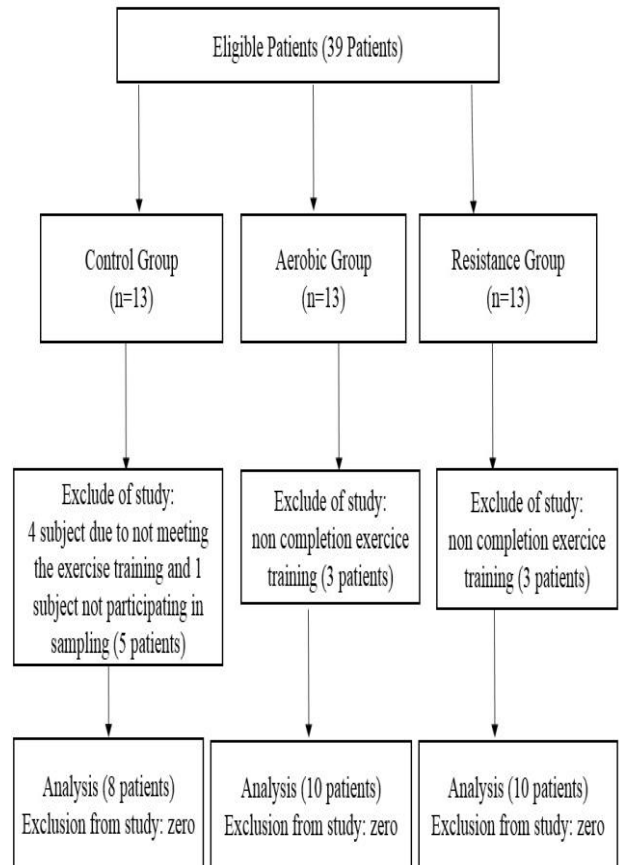 Eligible Patients (39 Patients)
Control Group
(n=13)
Aerobic Group
(n=13)
Resistance Group
(n=13)
Exclude of study:
4 subject due to not meeting
the exercise training and 1
subject not participating in
sampling (5 patients)
Exclude of study:
non completion exercice
training (3 patients)
Exclude of study:
non completion exercice
training (3 patients)
Analysis (8 patients)
Exclusion from study: zero
Analysis (10 patients)
Exclusion from study: zero
Analysis (10 patients)
Exclusion from study: zero